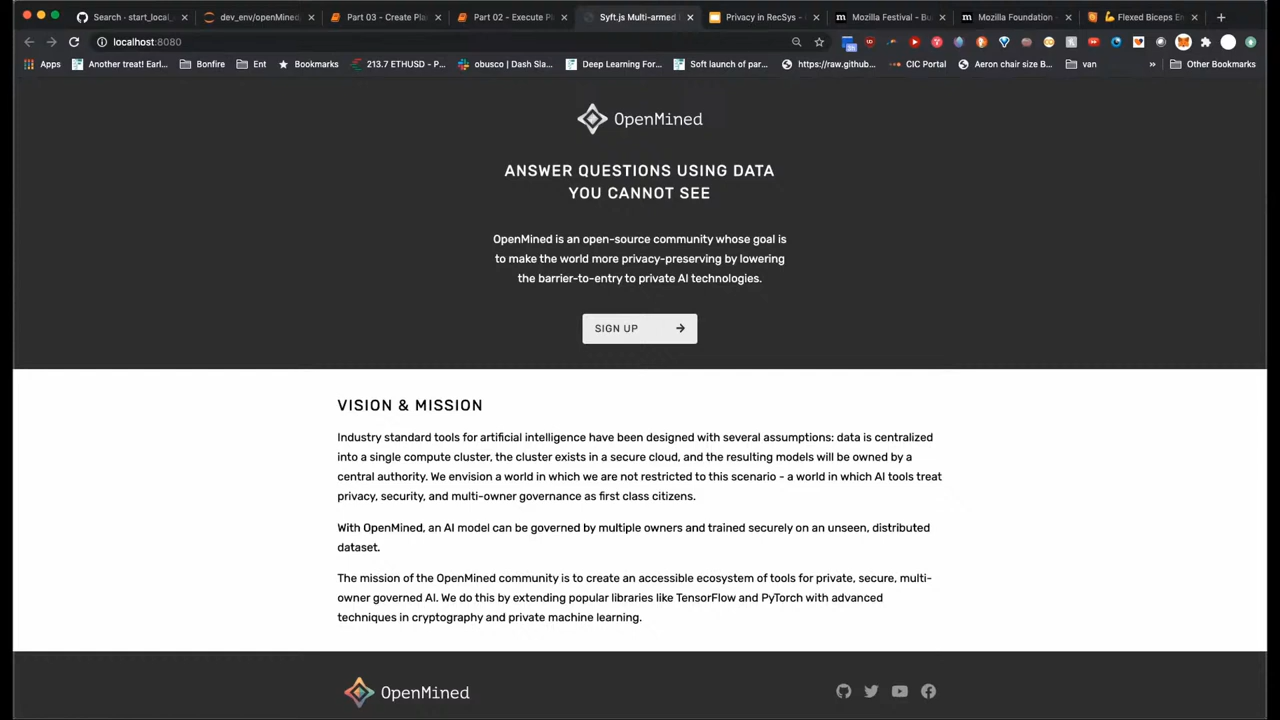 Search · start_local_
dev_env/openMined
Part 03 - Create Pla
Part 02 - Execute Pl
Syft.js Multi-armed
Privacy in RecSys -
Mozilla Festival - Bu
Mozilla Foundation -
Flexed Biceps Em
localhost:8080
Apps
Another treat! Earl...
Bonfire
Ent
Bookmarks
213.7 ETHUSD - P...
obusco | Dash Sla...
Deep Learning For...
Soft launch of par...
https://raw.github...
CIC Portal
Aeron chair size B...
van
»
Other Bookmarks
OpenMined
ANSWER QUESTIONS USING DATA
YOU CANNOT SEE
OpenMined is an open-source community whose goal is
to make the world more privacy-preserving by lowering
the barrier-to-entry to private AI technologies.
SIGN UP
VISION & MISSION
Industry standard tools for artificial intelligence have been designed with several assumptions: data is centralized
into a single compute cluster, the cluster exists in a secure cloud, and the resulting models will be owned by a
central authority. We envision a world in which we are not restricted to this scenario - a world in which AI tools treat
privacy, security, and multi-owner governance as first class citizens.
With OpenMined, an AI model can be governed by multiple owners and trained securely on an unseen, distributed
dataset.
The mission of the OpenMined community is to create an accessible ecosystem of tools for private, secure, multi-
owner governed AI. We do this by extending popular libraries like TensorFlow and PyTorch with advanced
techniques in cryptography and private machine learning.
OpenMined